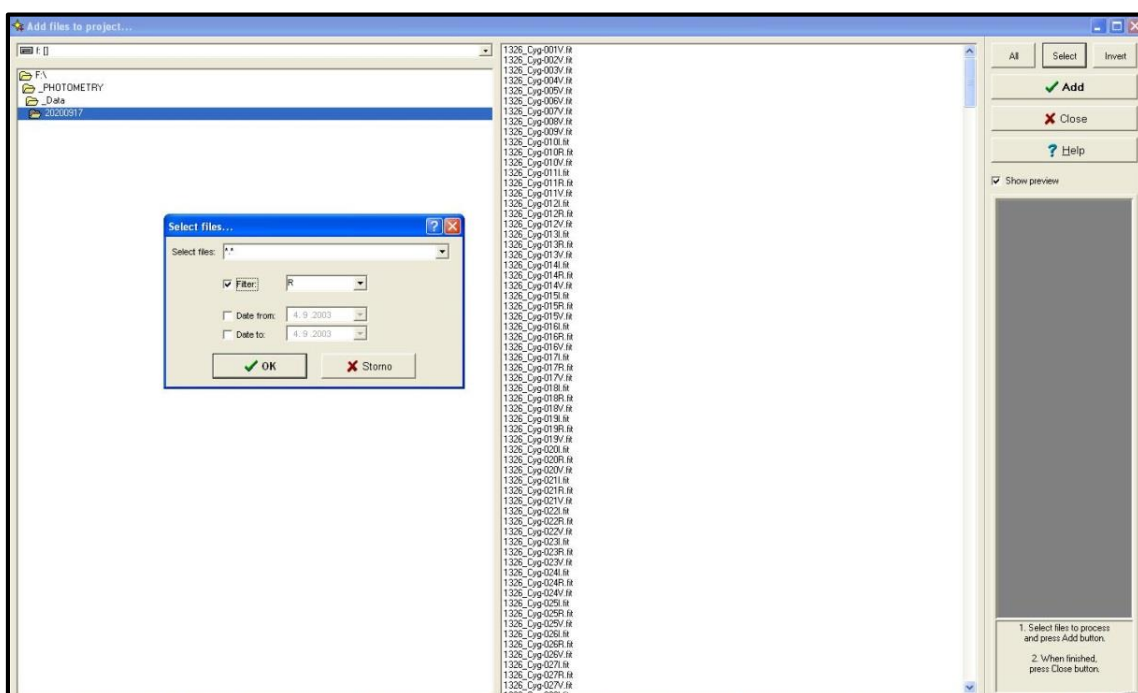 Add files to project...
F:\
_PHOTOMETRY
_Data
20200917
1326_Cyg-001V.fit
1326_Cyg-002V.fit
1326_Cyg-003V.fit
1326_Cyg-004V.fit
1326_Cyg-005V.fit
1326_Cyg-006V.fit
1326_Cyg-007V.fit
1326_Cyg-008V.fit
1326_Cyg-009V.fit
1326_Cyg-010I.fit
1326_Cyg-010R.fit
1326_Cyg-010V.fit
1326_Cyg-011I.fit
1326_Cyg-011R.fit
1326_Cyg-011V.fit
1326_Cyg-012I.fit
1326_Cyg-012R.fit
1326_Cyg-012V.fit
1326_Cyg-013I.fit
1326_Cyg-013R.fit
1326_Cyg-013V.fit
1326_Cyg-014I.fit
1326_Cyg-014R.fit
1326_Cyg-014V.fit
1326_Cyg-015I.fit
1326_Cyg-015R.fit
1326_Cyg-015V.fit
1326_Cyg-016I.fit
1326_Cyg-016R.fit
1326_Cyg-016V.fit
1326_Cyg-017I.fit
1326_Cyg-017R.fit
1326_Cyg-017V.fit
1326_Cyg-018I.fit
1326_Cyg-018R.fit
1326_Cyg-018V.fit
1326_Cyg-019I.fit
1326_Cyg-019R.fit
1326_Cyg-019V.fit
1326_Cyg-020I.fit
1326_Cyg-020R.fit
1326_Cyg-020V.fit
1326_Cyg-021I.fit
1326_Cyg-021R.fit
1326_Cyg-021V.fit
1326_Cyg-022I.fit
1326_Cyg-022R.fit
1326_Cyg-022V.fit
1326_Cyg-023I.fit
1326_Cyg-023R.fit
1326_Cyg-023V.fit
1326_Cyg-024I.fit
1326_Cyg-024R.fit
1326_Cyg-024V.fit
1326_Cyg-025I.fit
1326_Cyg-025R.fit
1326_Cyg-025V.fit
1326_Cyg-026I.fit
1326_Cyg-026R.fit
1326_Cyg-026V.fit
1326_Cyg-027I.fit
1326_Cyg-027R.fit
1326_Cyg-027V.fit
Select files...
Select files: *.*
Filter: R
Date from: 4. 9 .2003
Date to: 4. 9 .2003
OK Storno
All Select Invert
Add
Close
? Help
Show preview
1. Select files to process
and press Add button.
2. When finished,
press Close button.